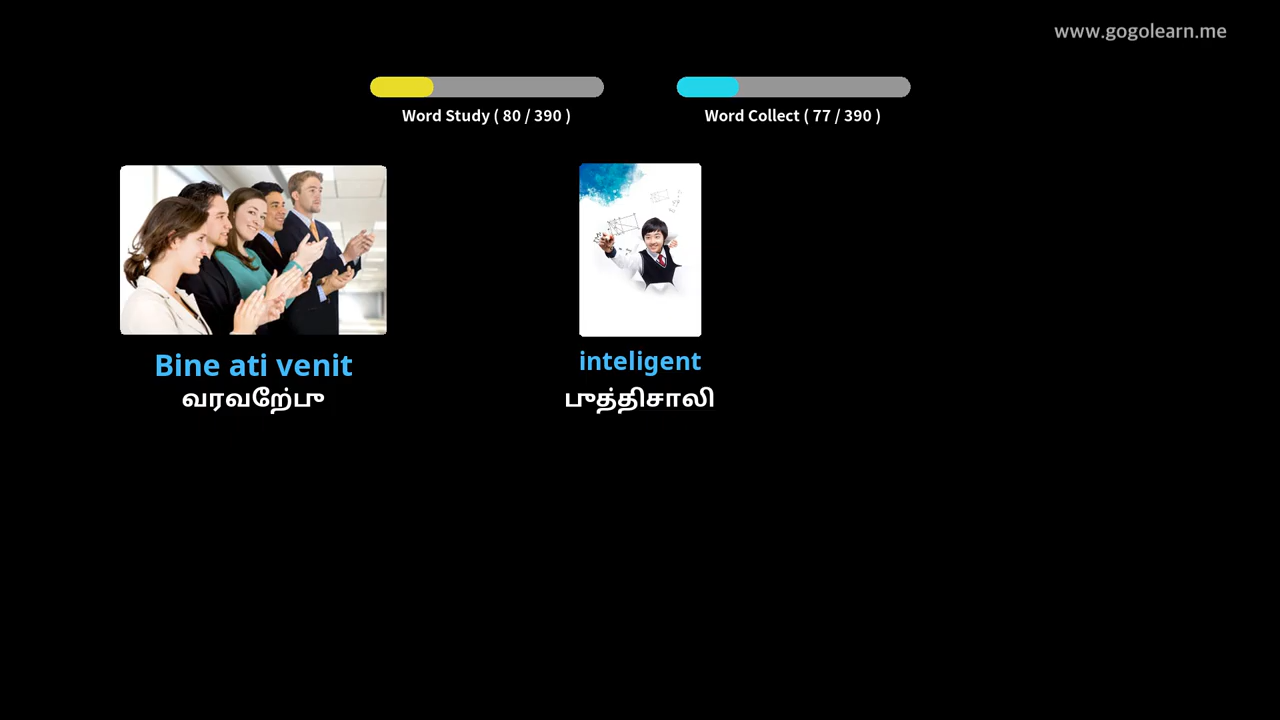 www.gogolearn.me
Word Study ( 80 / 390 )
Word Collect ( 77 / 390 )
Bine ati venit
வரவேற்பு
inteligent
புத்திசாலி